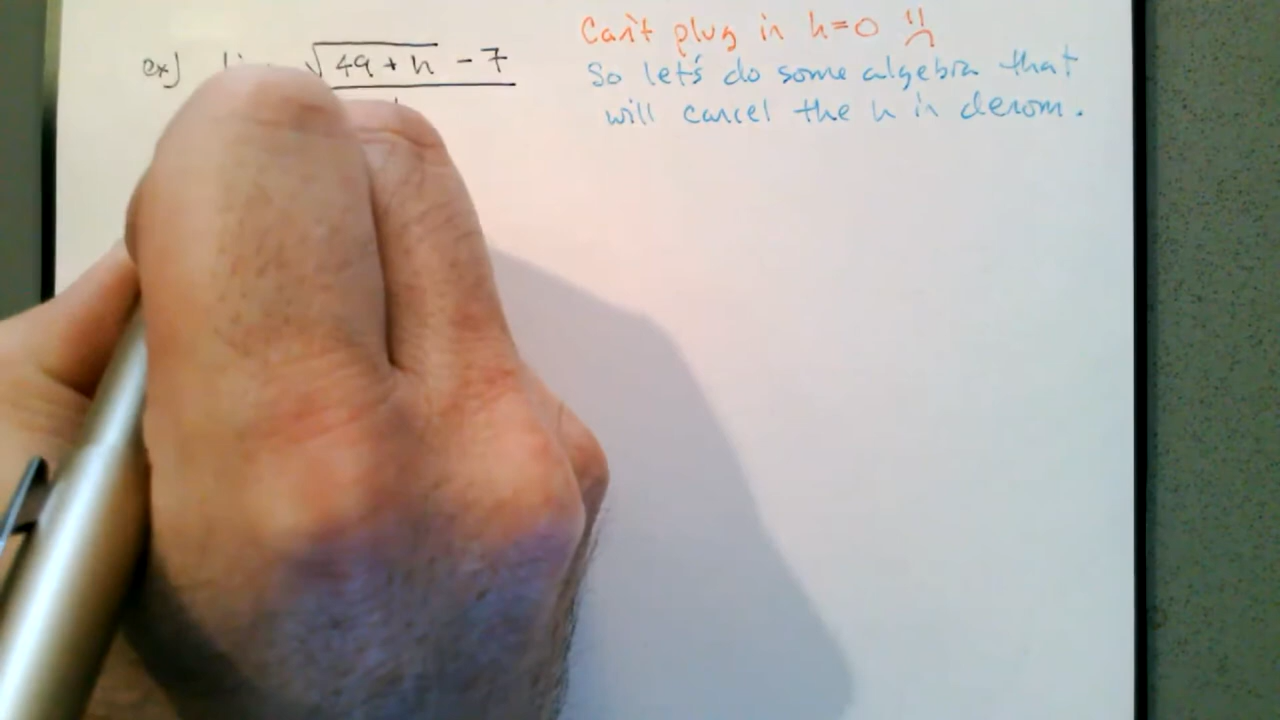 ex) √49+h - 7
Can't plug in h=0
So let's do some algebra that
will cancel the h in denom.